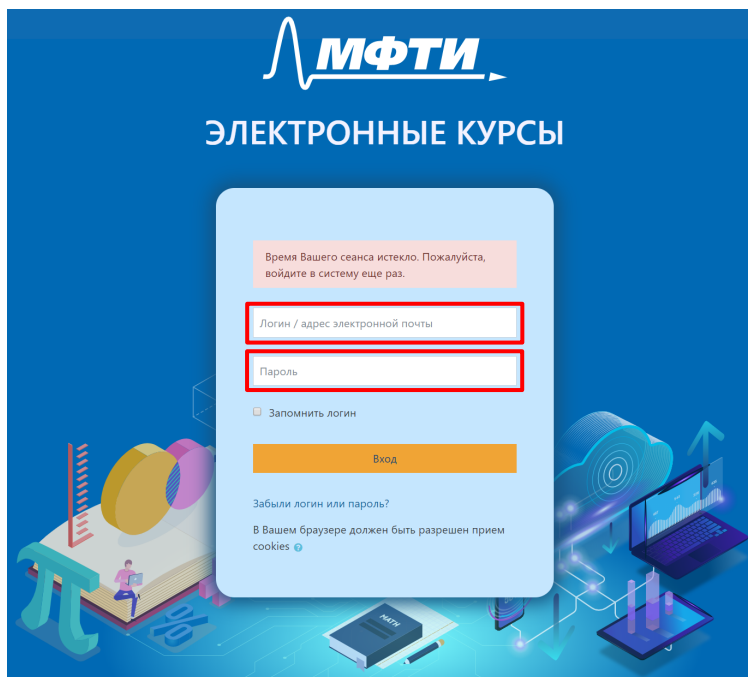 МФТИ
ЭЛЕКТРОННЫЕ КУРСЫ
Время Вашего сеанса истекло. Пожалуйста,
войдите в систему еще раз.
Логин / адрес электронной почты
Пароль
Запомнить логин
Вход
Забыли логин или пароль?
В Вашем браузере должен быть разрешен прием
cookies
π
%
MATH